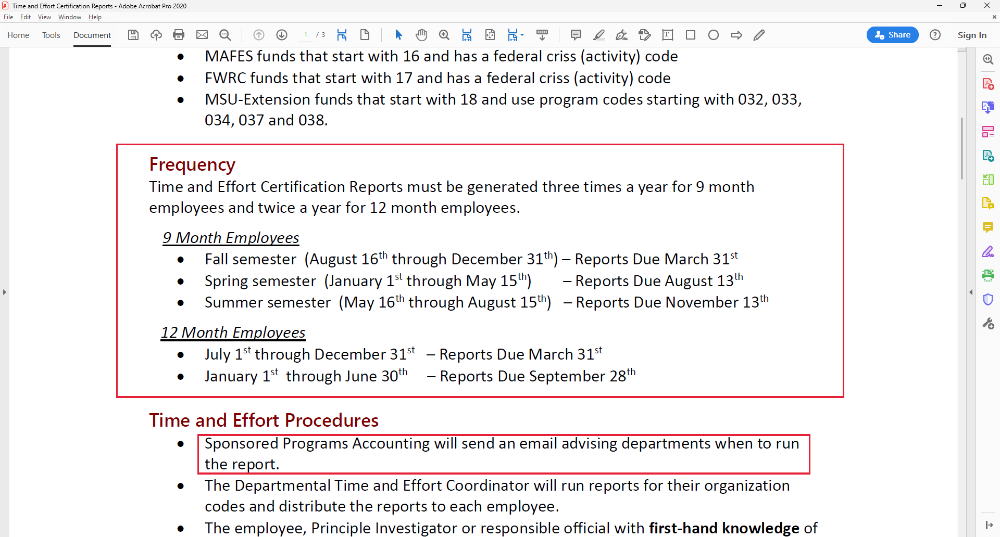 Time and Effort Certification Reports - Adobe Acrobat Pro 2020
File Edit View Window Help
Home Tools Document 1 / 3 Share Sign In
• MAFES funds that start with 16 and has a federal criss (activity) code
• FWRC funds that start with 17 and has a federal criss (activity) code
• MSU-Extension funds that start with 18 and use program codes starting with 032, 033,
034, 037 and 038.
Frequency
Time and Effort Certification Reports must be generated three times a year for 9 month
employees and twice a year for 12 month employees.
9 Month Employees
• Fall semester (August 16th through December 31th) – Reports Due March 31st
• Spring semester (January 1st through May 15th) – Reports Due August 13th
• Summer semester (May 16th through August 15th) – Reports Due November 13th
12 Month Employees
• July 1st through December 31st – Reports Due March 31st
• January 1st through June 30th – Reports Due September 28th
Time and Effort Procedures
• Sponsored Programs Accounting will send an email advising departments when to run
the report.
• The Departmental Time and Effort Coordinator will run reports for their organization
codes and distribute the reports to each employee.
• The employee, Principle Investigator or responsible official with first-hand knowledge of